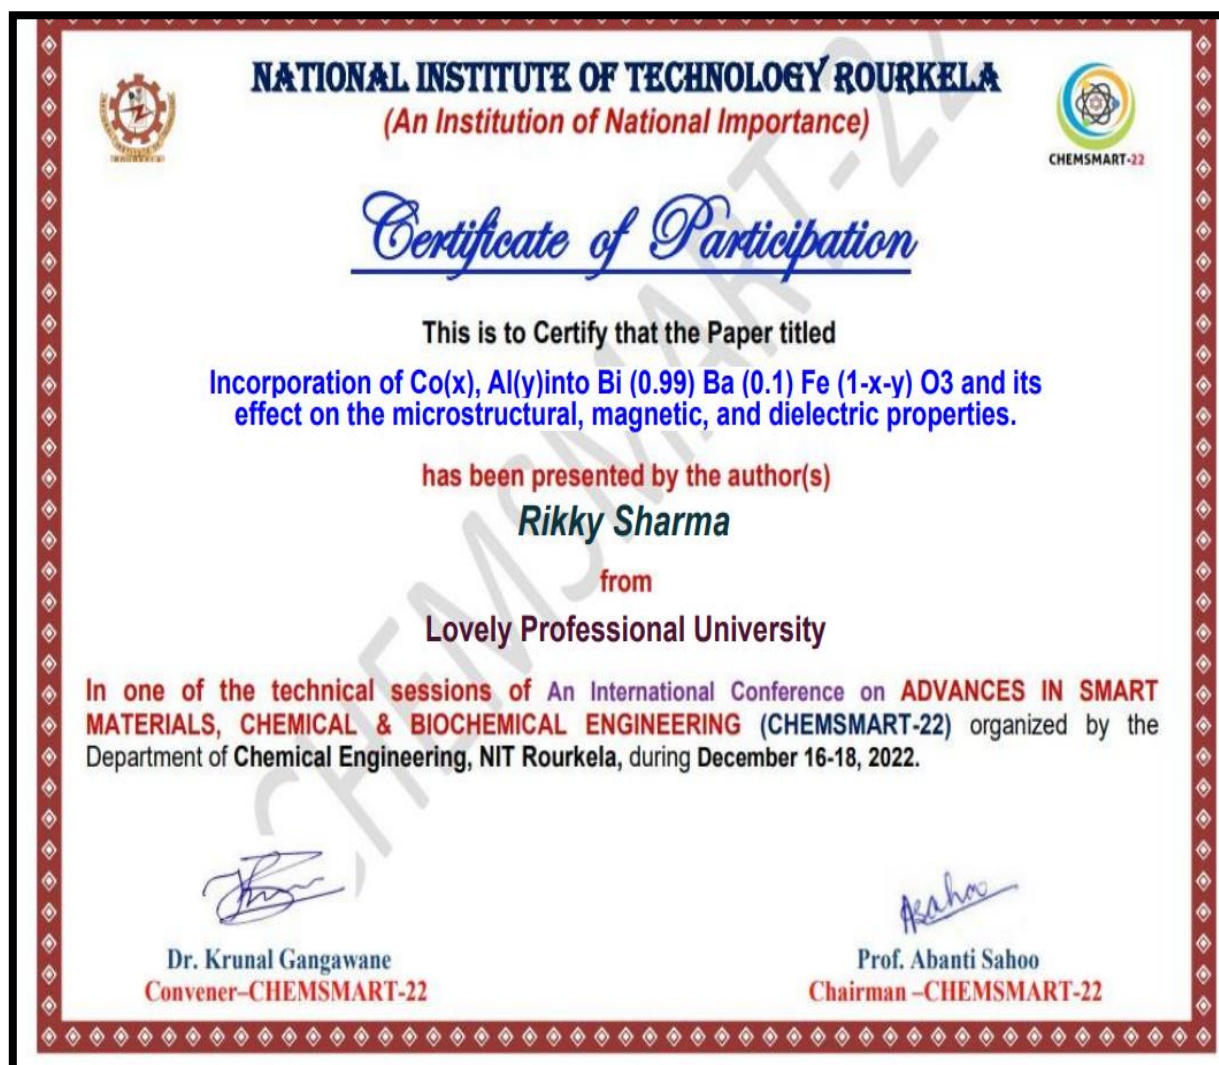 NATIONAL INSTITUTE OF TECHNOLOGY ROURKELA
(An Institution of National Importance)
CHEMSMART-22
Certificate of Participation
This is to Certify that the Paper titled
Incorporation of Co(x), Al(y)into Bi (0.99) Ba (0.1) Fe (1-x-y) O3 and its
effect on the microstructural, magnetic, and dielectric properties.
has been presented by the author(s)
Rikky Sharma
from
Lovely Professional University
In one of the technical sessions of An International Conference on ADVANCES IN SMART
MATERIALS, CHEMICAL & BIOCHEMICAL ENGINEERING (CHEMSMART-22) organized by the
Department of Chemical Engineering, NIT Rourkela, during December 16-18, 2022.
Asahoo
Dr. Krunal Gangawane
Convener–CHEMSMART-22
Prof. Abanti Sahoo
Chairman –CHEMSMART-22
CHEMSMART-22